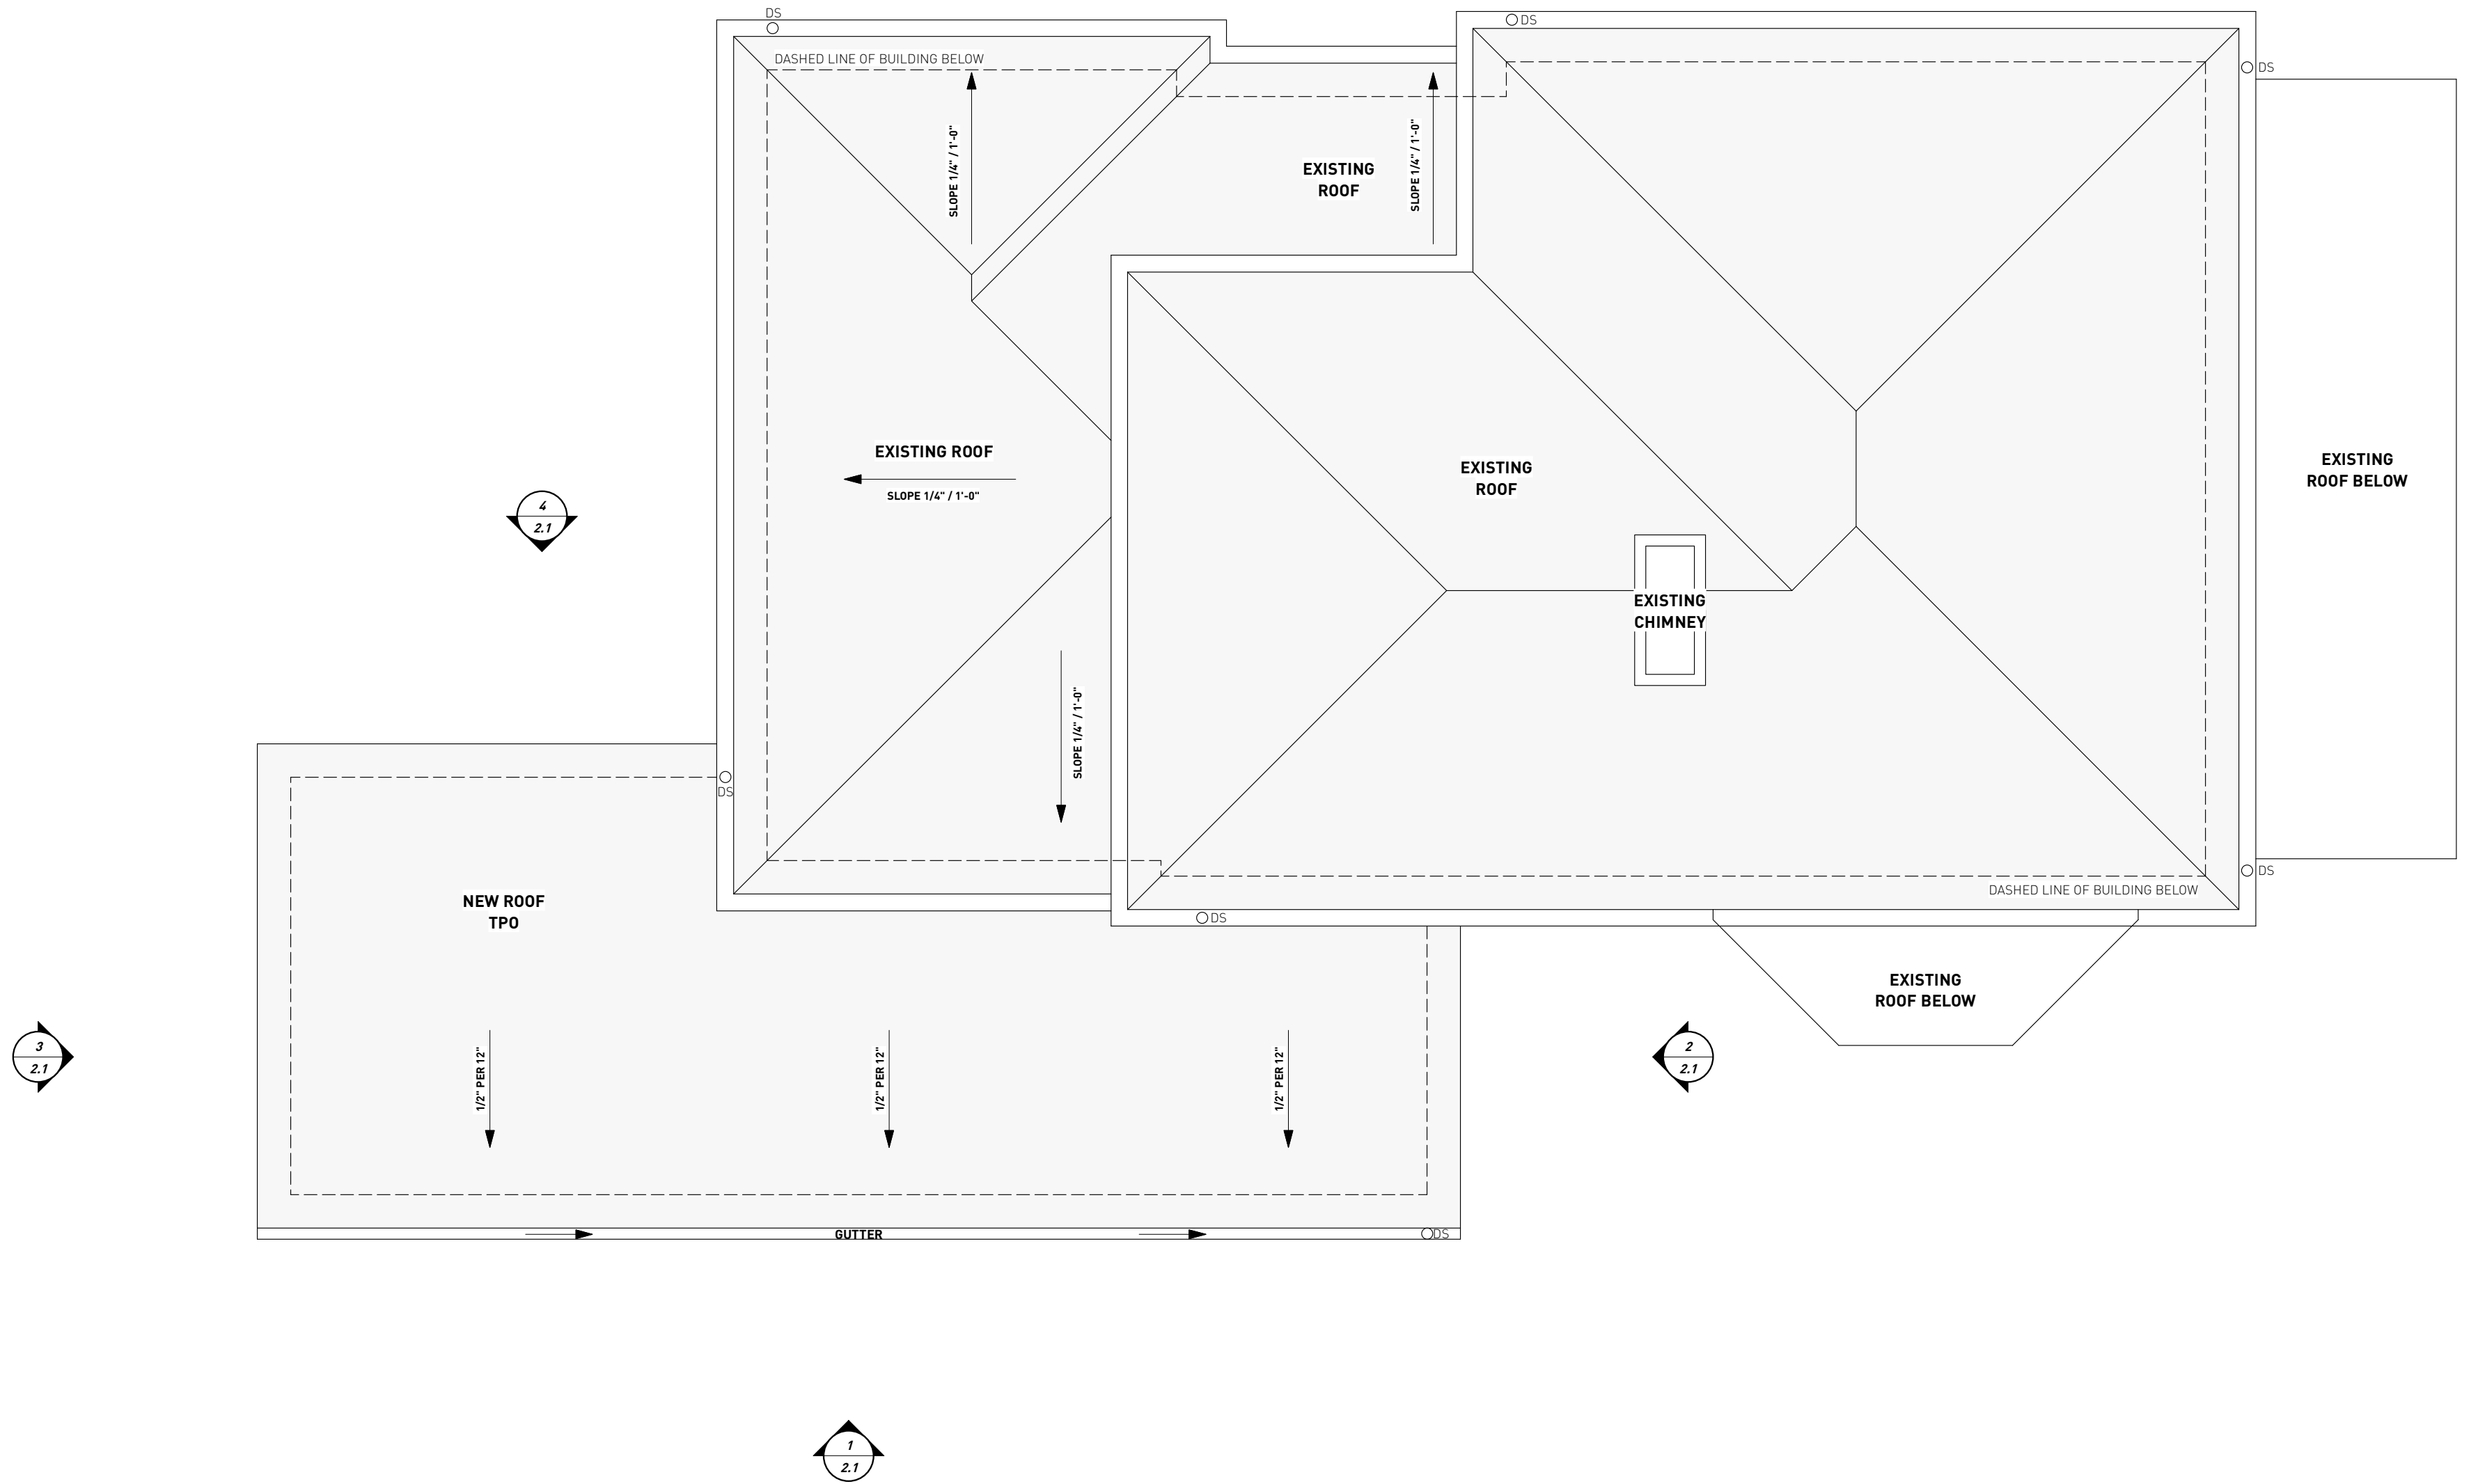 DS
DS
DASHED LINE OF BUILDING BELOW
DS
SLOPE 1/4" / 1'-0"
SLOPE 1/4" / 1'-0"
EXISTING
ROOF
EXISTING ROOF
SLOPE 1/4" / 1'-0"
EXISTING
ROOF
EXISTING
ROOF BELOW
4
2.1
EXISTING
CHIMNEY
SLOPE 1/4" / 1'-0"
DS
DS
DASHED LINE OF BUILDING BELOW
NEW ROOF
TPO
DS
EXISTING
ROOF BELOW
3
2.1
1/2" PER 12"
1/2" PER 12"
1/2" PER 12"
2
2.1
GUTTER
DS
1
2.1